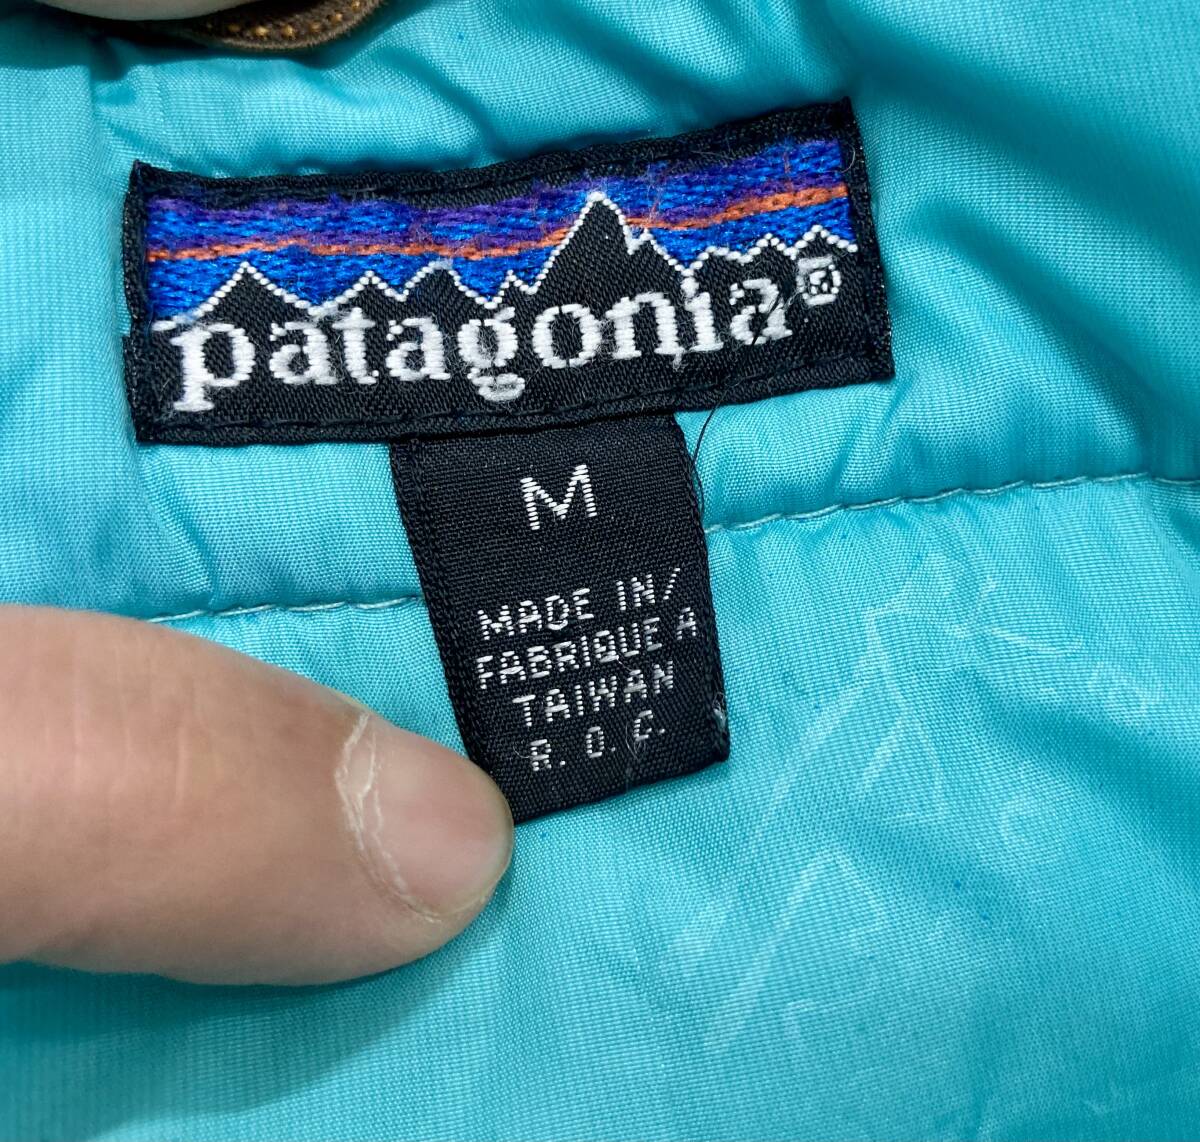 patagonia®
M
MADE IN/
FABRIQUE A
TAIWAN
R. O. C.